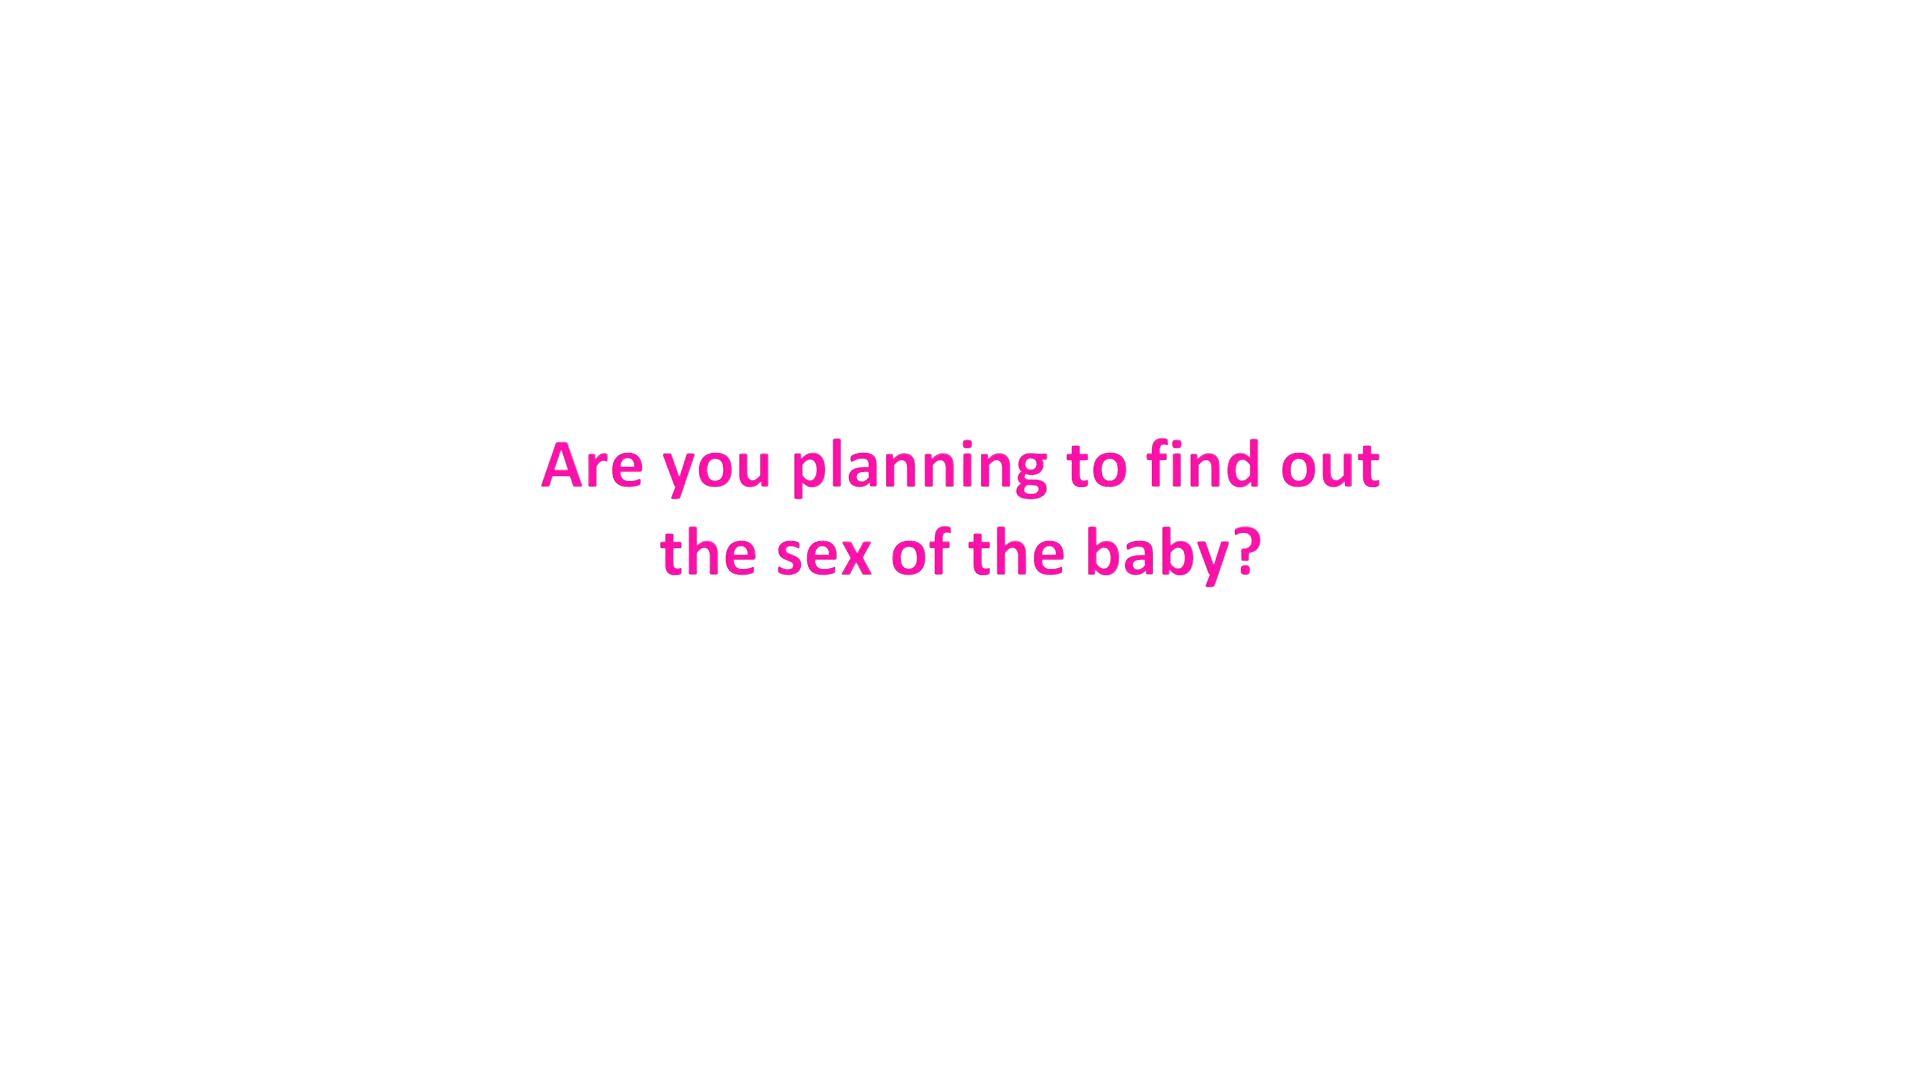 Are you planning to find out
the sex of the baby?